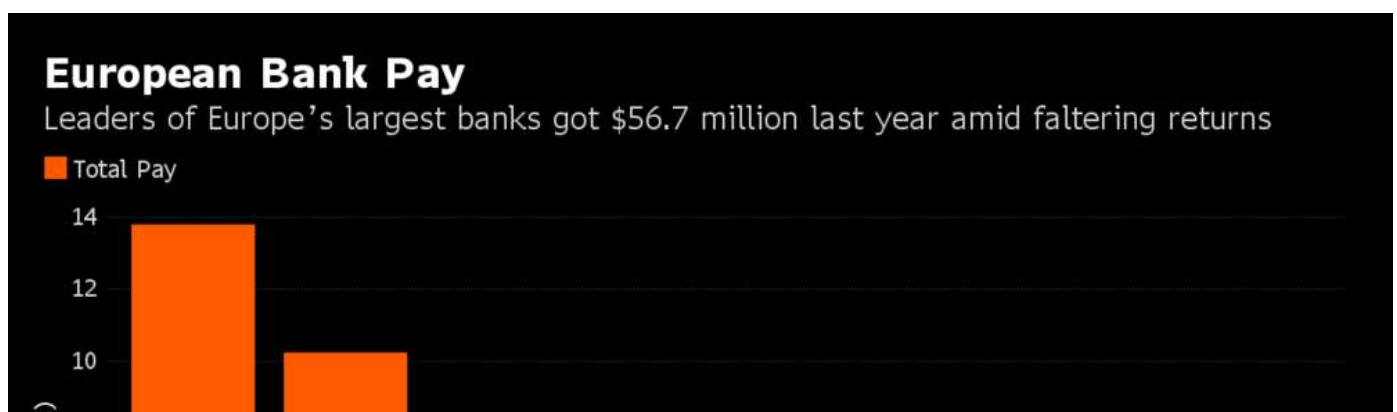 European Bank Pay
Leaders of Europe's largest banks got $56.7 million last year amid faltering returns
Total Pay
14
12
10